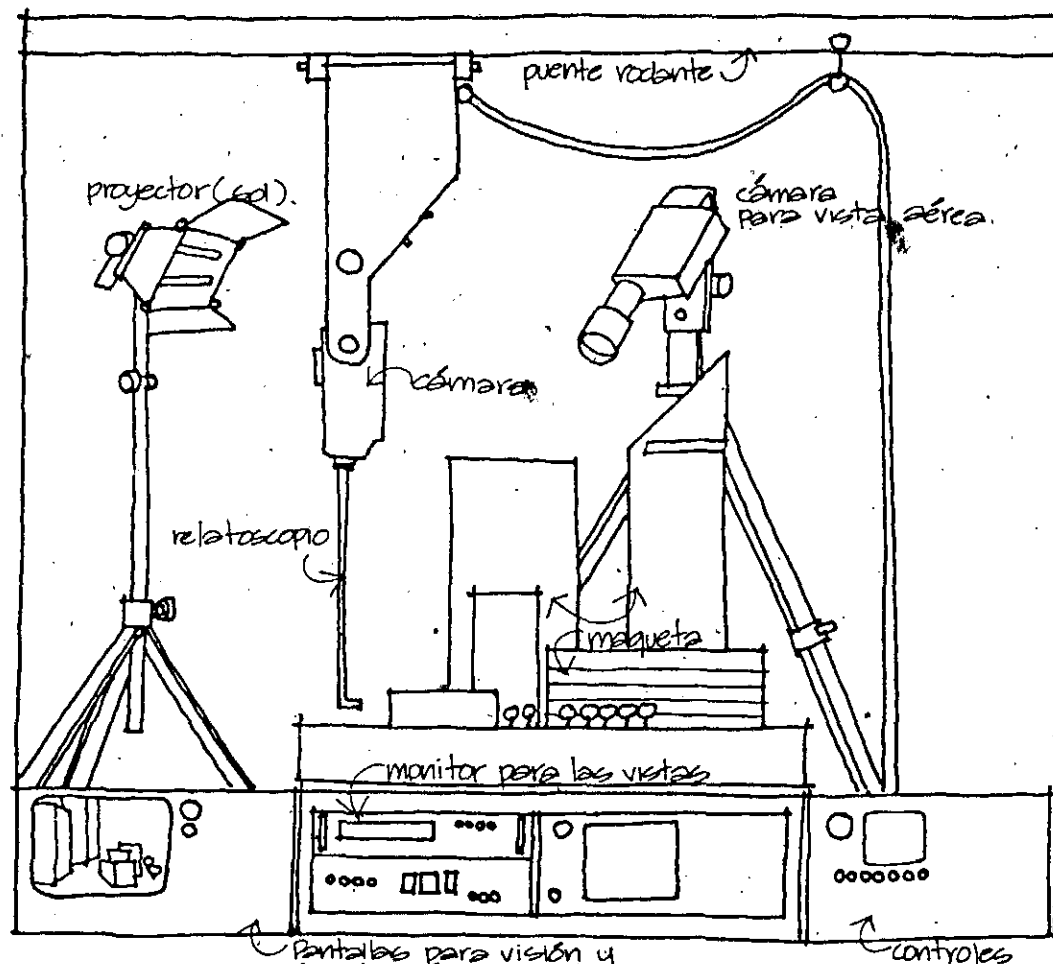 puente rodante
proyector (sol).
cámara
para vista aérea.
cámara
relatoscopio
maqueta
monitor para las vistas
Pantallas para visión y
controles